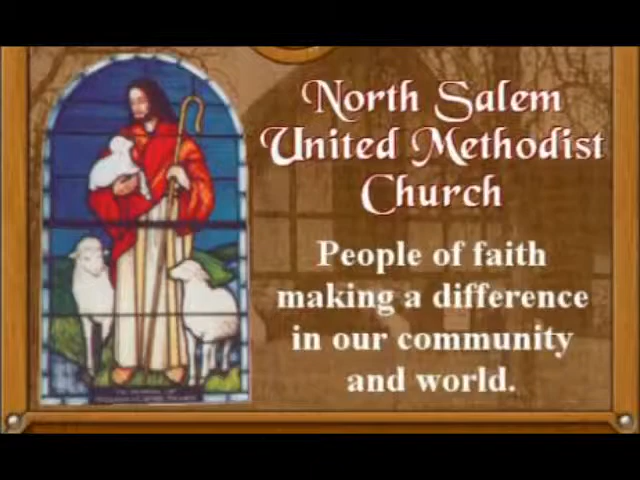 North Salem
United Methodist
Church
People of faith
making a difference
in our community
and world.